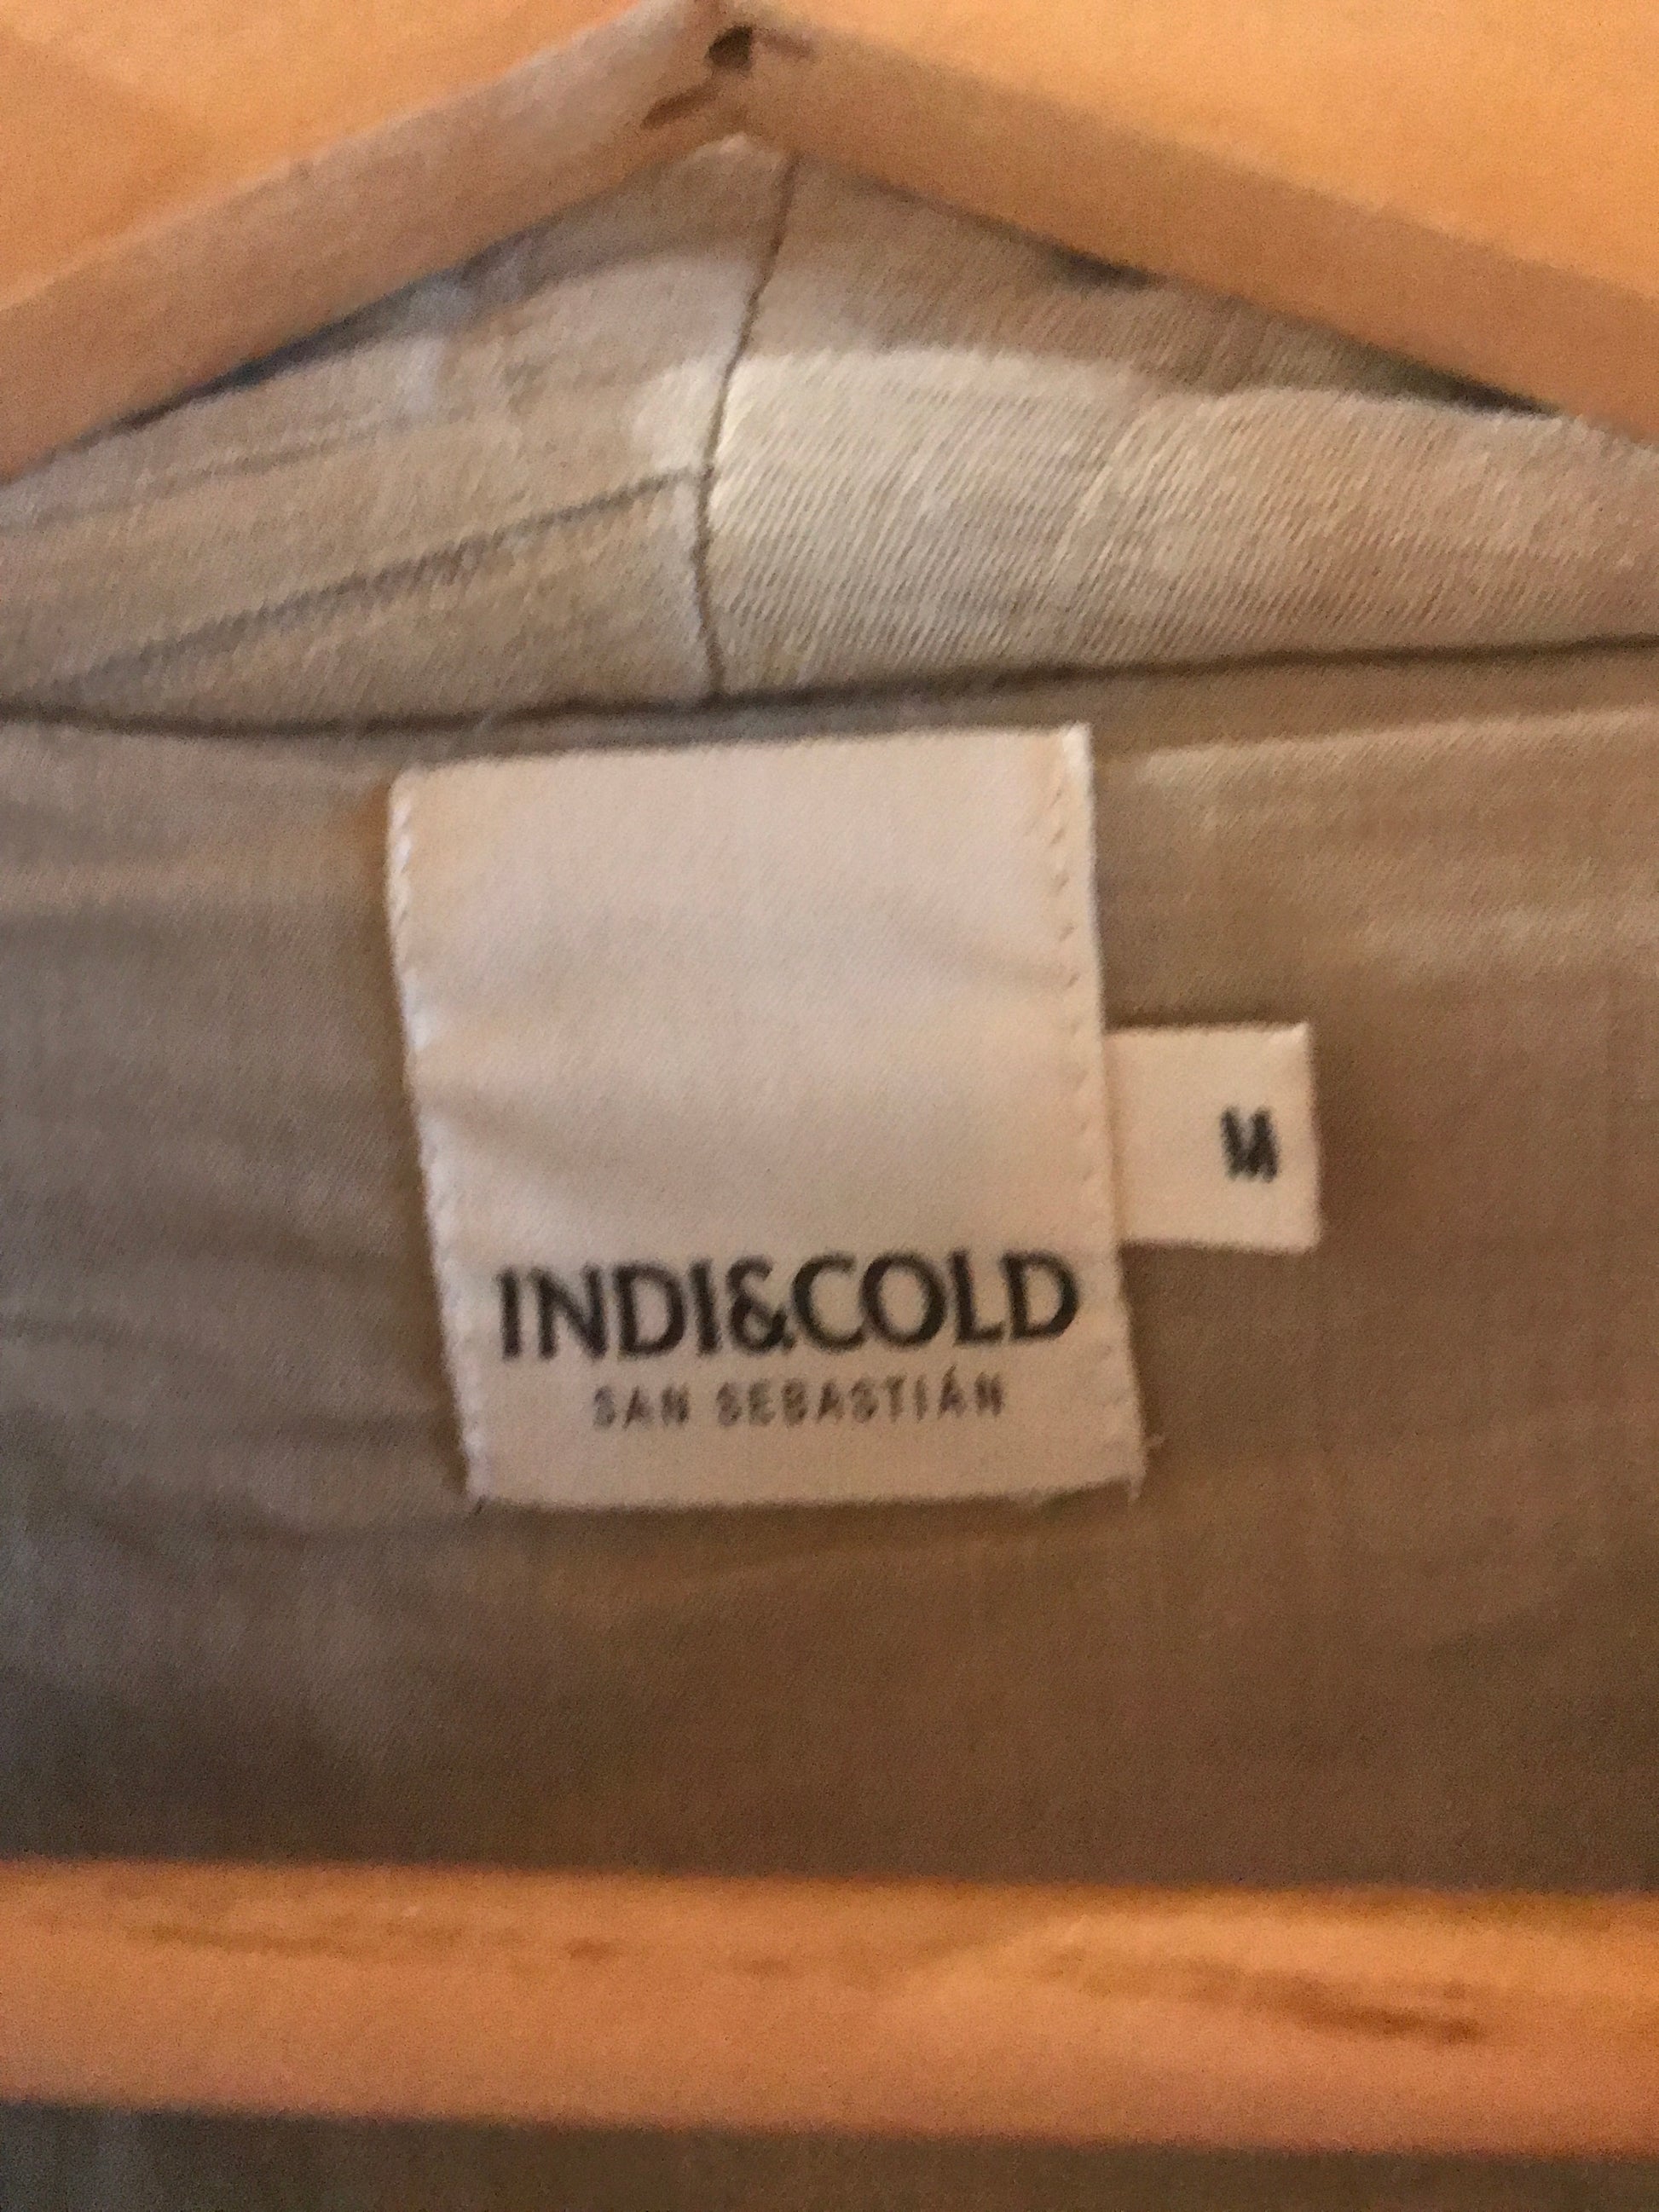 M
INDI&COLD
SAN SEBASTIÁN